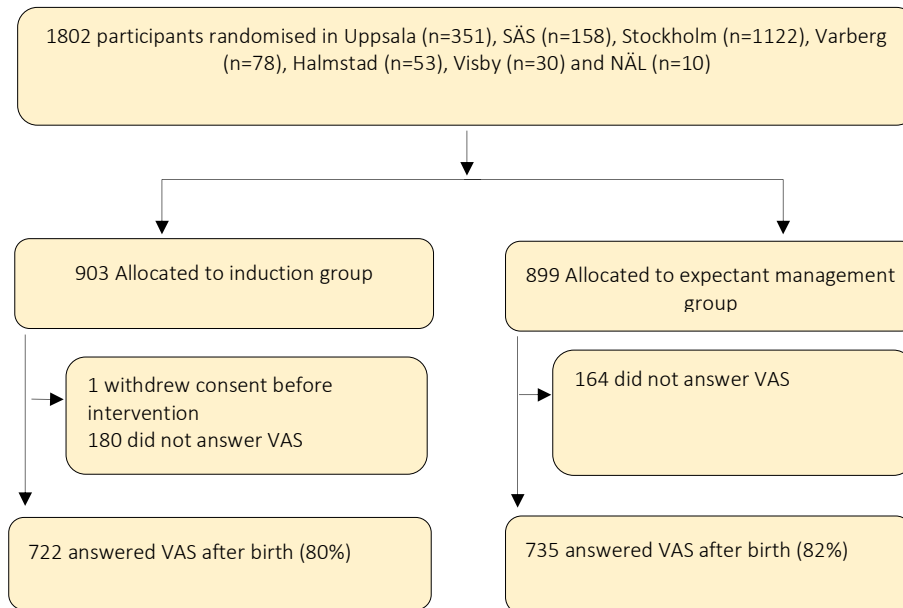 1802 participants randomised in Uppsala (n=351), SÄS (n=158), Stockholm (n=1122), Varberg
(n=78), Halmstad (n=53), Visby (n=30) and NÄL (n=10)
903 Allocated to induction group
899 Allocated to expectant management
group
1 withdrew consent before
intervention
180 did not answer VAS
164 did not answer VAS
722 answered VAS after birth (80%)
735 answered VAS after birth (82%)